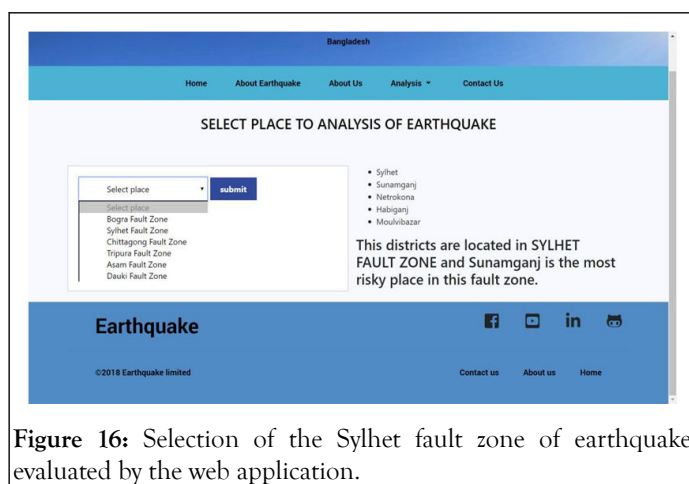 Bangladesh
Home About Earthquake About Us Analysis Contact Us
SELECT PLACE TO ANALYSIS OF EARTHQUAKE
Select place submit
Select place
Bogra Fault Zone
Sylhet Fault Zone
Chittagong Fault Zone
Tripura Fault Zone
Asam Fault Zone
Dauki Fault Zone
• Sylhet
• Sunamganj
• Netrokona
• Habiganj
• Moulvibazar
This districts are located in SYLHET
FAULT ZONE and Sunamganj is the most
risky place in this fault zone.
Earthquake
in
©2018 Earthquake limited
Contact us About us Home
Figure 16: Selection of the Sylhet fault zone of earthquake
evaluated by the web application.